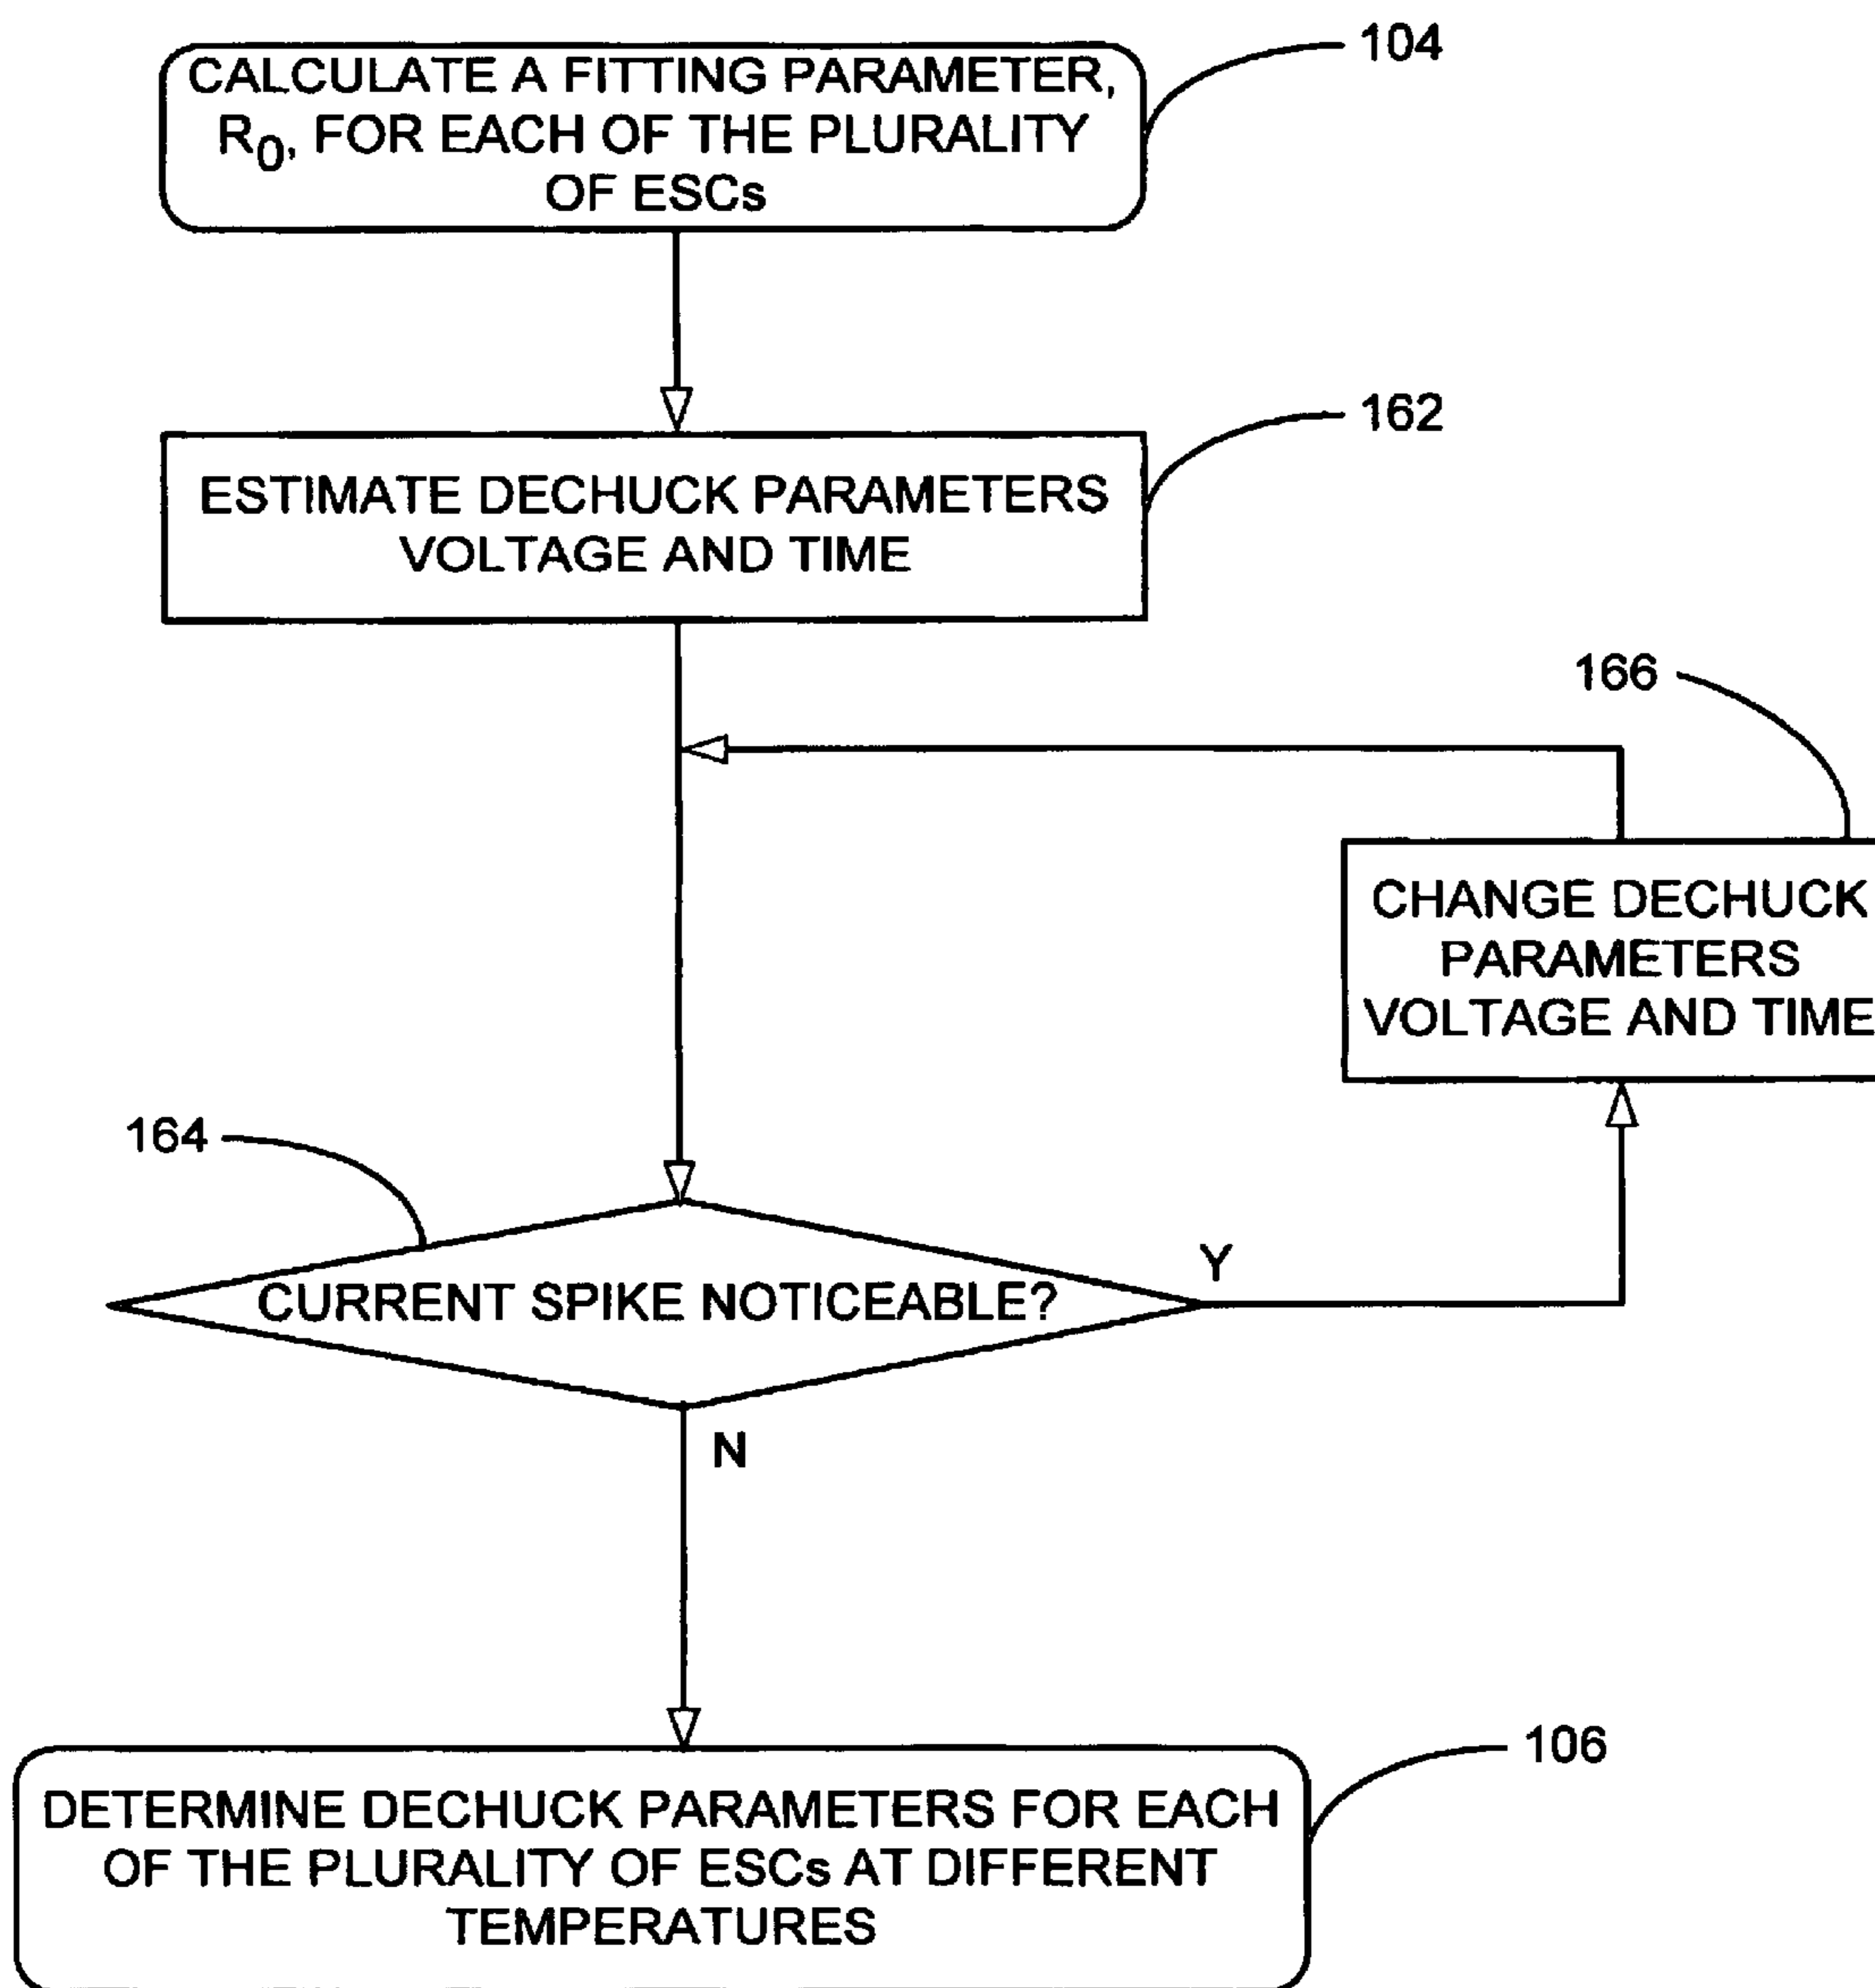 CALCULATE A FITTING PARAMETER,
R0, FOR EACH OF THE PLURALITY
OF ESCs
104
ESTIMATE DECHUCK PARAMETERS
VOLTAGE AND TIME
162
166
CHANGE DECHUCK
PARAMETERS
VOLTAGE AND TIME
164
CURRENT SPIKE NOTICEABLE?
Y
N
DETERMINE DECHUCK PARAMETERS FOR EACH
OF THE PLURALITY OF ESCs AT DIFFERENT
TEMPERATURES
106